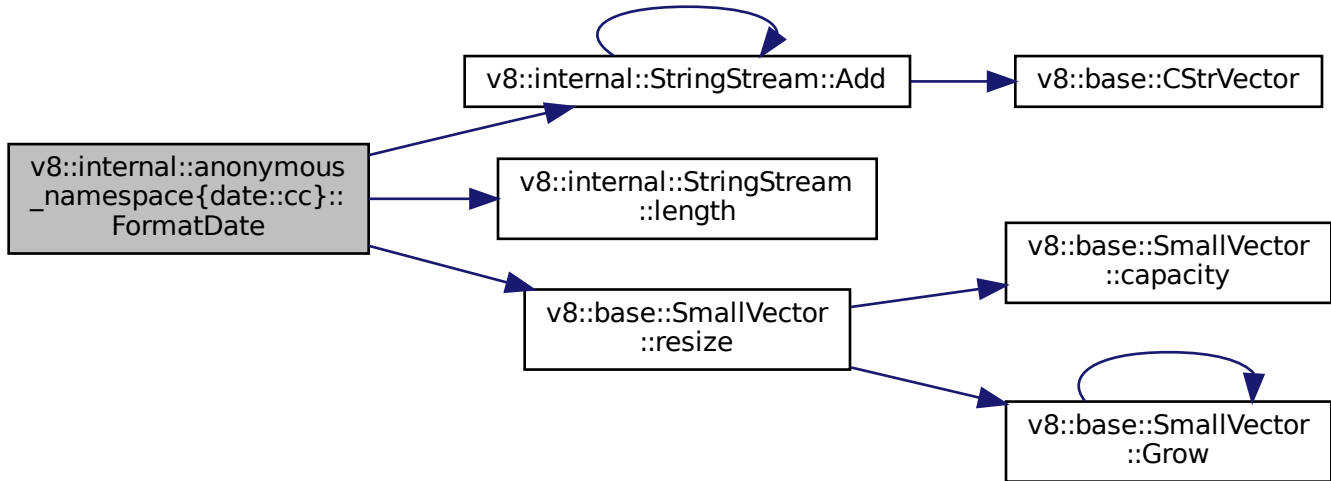 v8::internal::StringStream::Add
v8::base::CStrVector
v8::internal::anonymous
_namespace{date::cc}::
FormatDate
v8::internal::StringStream
::length
v8::base::SmallVector
::capacity
v8::base::SmallVector
::resize
v8::base::SmallVector
::Grow